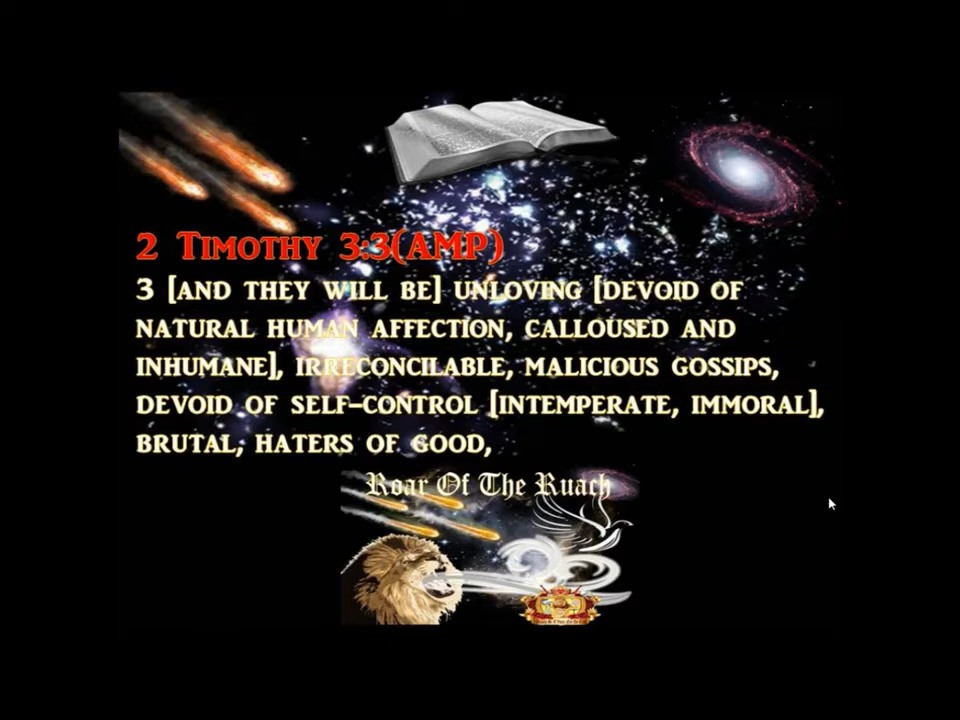 2 Timothy 3:3(AMP)
3 [and they will be] unloving [devoid of
natural human affection, calloused and
inhumane], irreconcilable, malicious gossips,
devoid of self-control [intemperate, immoral],
brutal, haters of good,
Roar Of The Ruach